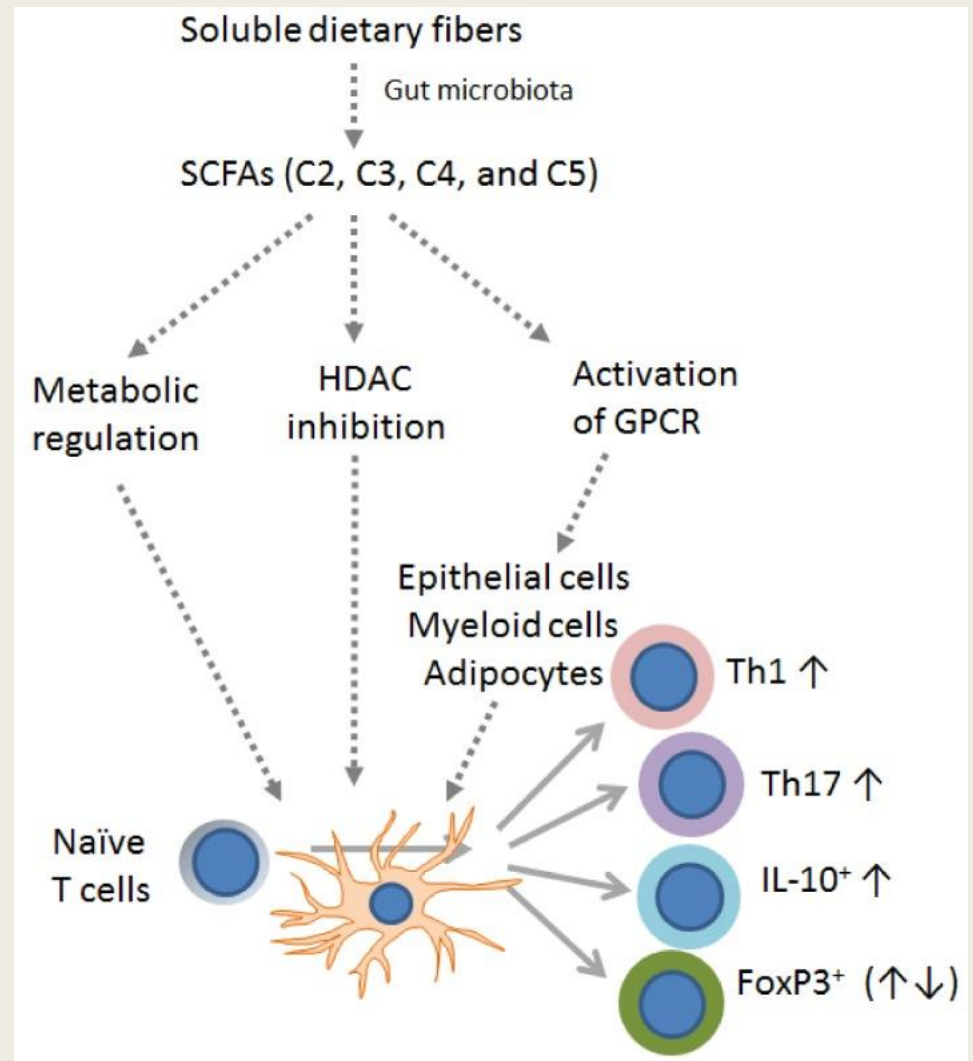 Soluble dietary fibers
Gut microbiota
SCFAs (C2, C3, C4, and C5)
Metabolic
regulation
HDAC
inhibition
Activation
of GPCR
Epithelial cells
Myeloid cells
Adipocytes
Th1 ↑
Th17 ↑
IL-10⁺ ↑
FoxP3⁺ (↑↓)
Naïve
T cells